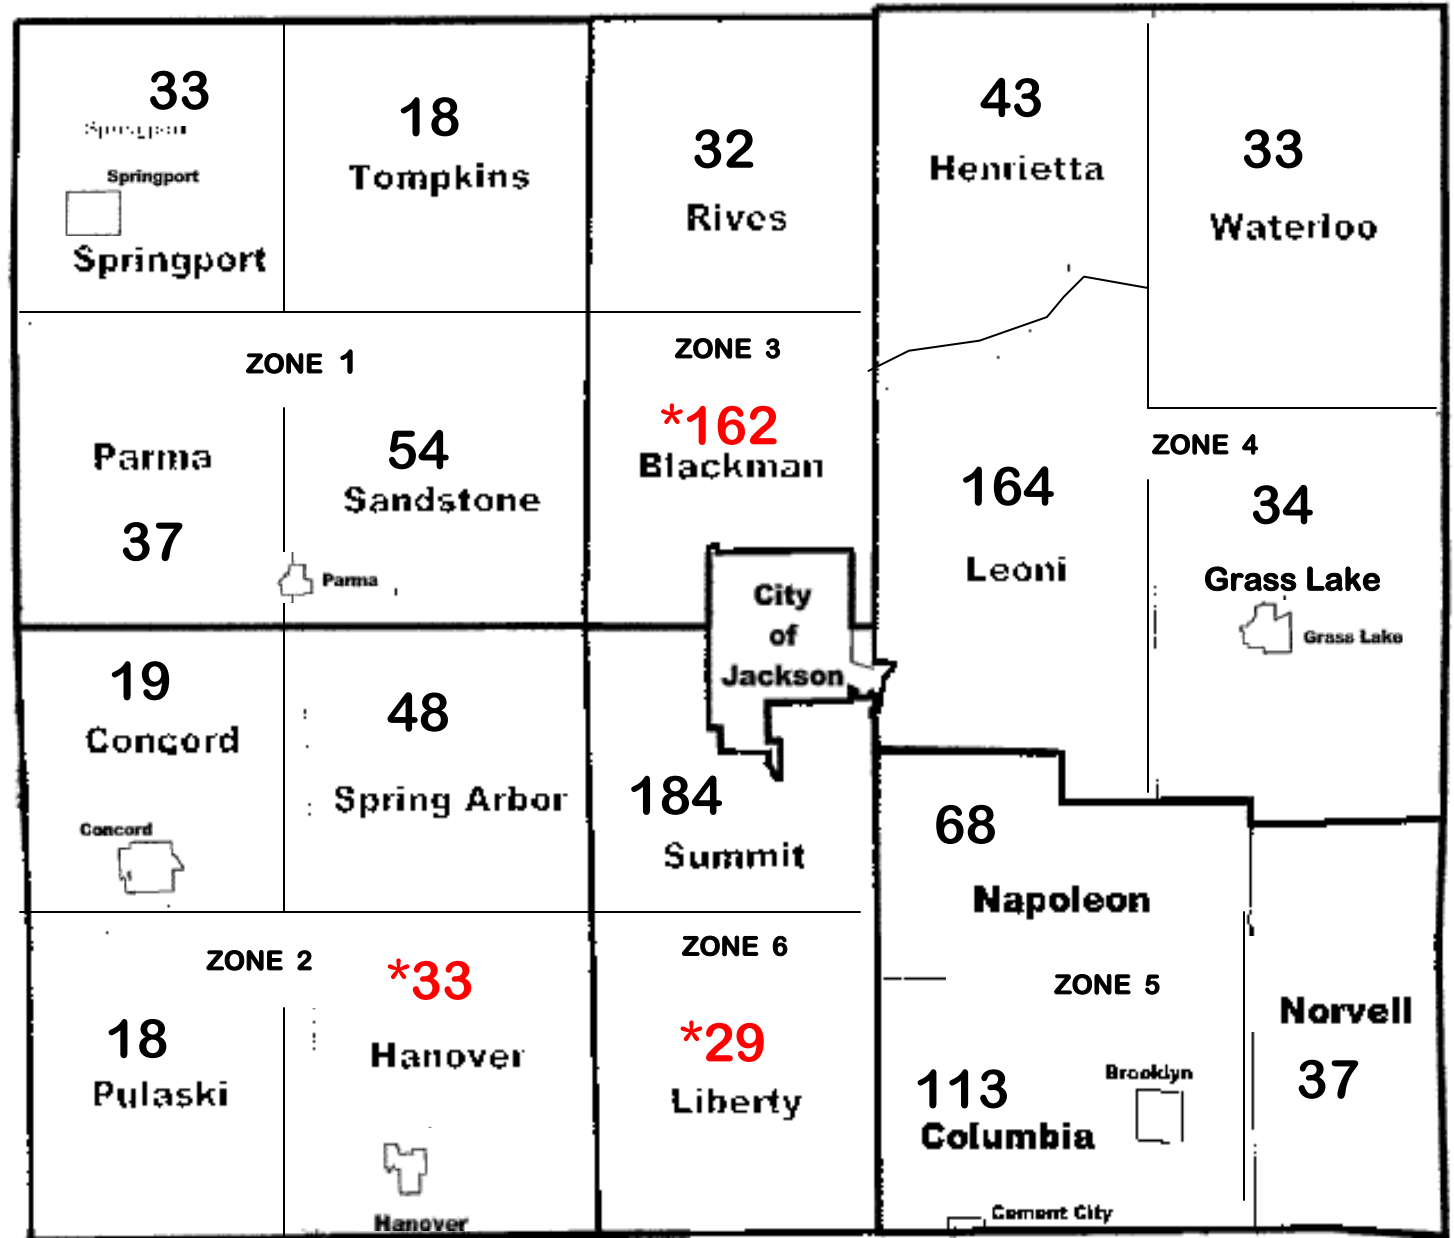 33
Springport
Springport
Springport
18
Tompkins
32
Rives
43
Henrietta
33
Waterloo
ZONE 1
Parma
37
54
Sandstone
Parma
ZONE 3
*162
Blackman
City
of
Jackson
164
Leoni
ZONE 4
34
Grass Lake
Grass Lake
19
Concord
Concord
48
Spring Arbor
184
Summit
68
Napoleon
ZONE 2
18
Pulaski
*33
Hanover
Hanover
ZONE 6
*29
Liberty
ZONE 5
113
Columbia
Brooklyn
Cement City
Norvell
37